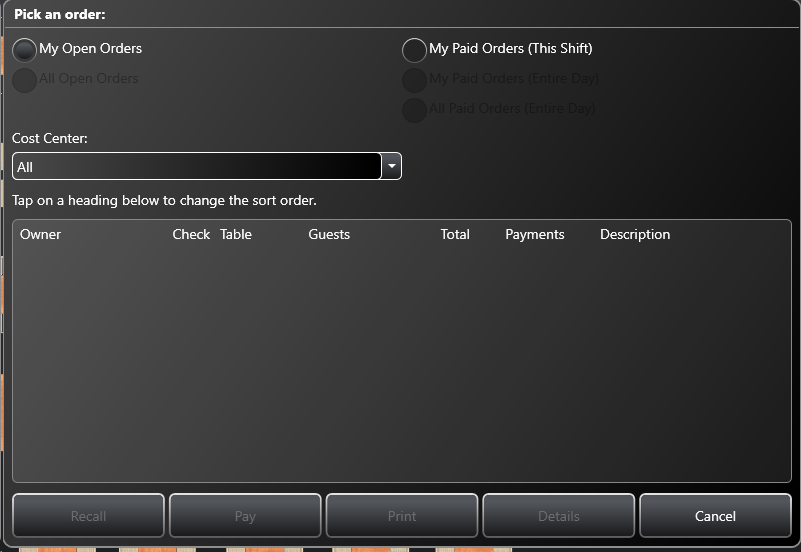 Pick an order:
My Open Orders
My Paid Orders (This Shift)
All Open Orders
My Paid Orders (Entire Day)
All Paid Orders (Entire Day)
Cost Center:
All
Tap on a heading below to change the sort order.
Owner Check Table Guests Total Payments Description
Recall Pay Print Details Cancel